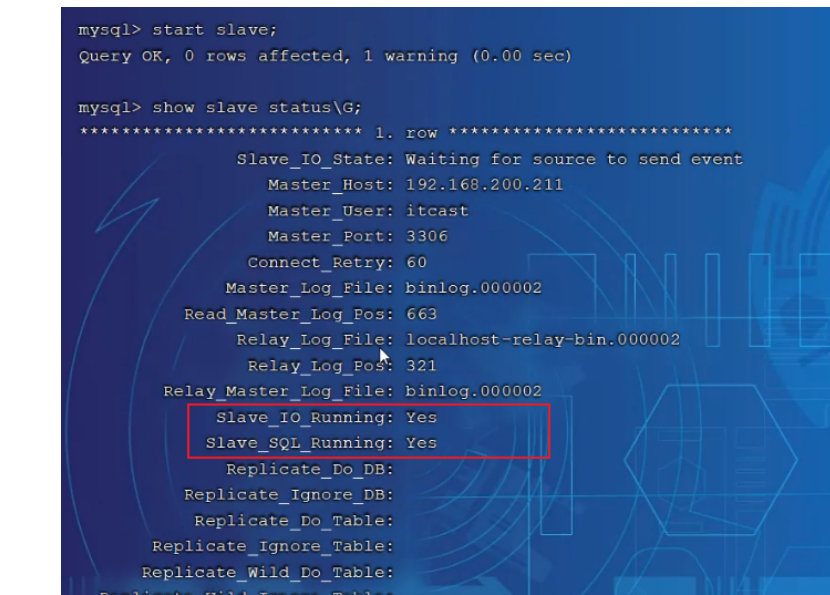 mysql> start slave;
Query OK, 0 rows affected, 1 warning (0.00 sec)
mysql> show slave status\G;
*************************** 1. row ***************************
Slave_IO_State: Waiting for source to send event
Master_Host: 192.168.200.211
Master_User: itcast
Master_Port: 3306
Connect_Retry: 60
Master_Log_File: binlog.000002
Read_Master_Log_Pos: 663
Relay_Log_File: localhost-relay-bin.000002
Relay_Log_Pos: 321
Relay_Master_Log_File: binlog.000002
Slave_IO_Running: Yes
Slave_SQL_Running: Yes
Replicate_Do_DB:
Replicate_Ignore_DB:
Replicate_Do_Table:
Replicate_Ignore_Table:
Replicate_Wild_Do_Table: